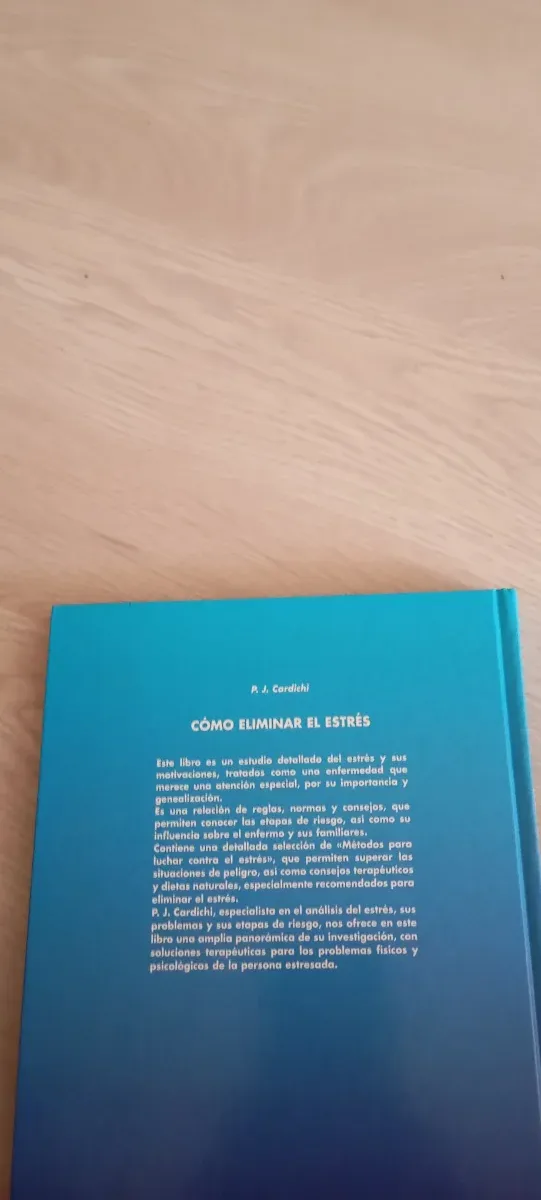 P. J. Cardichi
CÓMO ELIMINAR EL ESTRÉS
Este libro es un estudio detallado del estrés y sus
motivaciones, tratados como una enfermedad que
merece una atención especial, por su importancia y
genealización.
Es una relación de reglas, normas y consejos, que
permiten conocer las etapas de riesgo, así como su
influencia sobre el enfermo y sus familiares.
Contiene una detallada selección de «Métodos para
luchar contra el estrés», que permiten superar las
situaciones de peligro, así como consejos terapéuticos
y dietas naturales, especialmente recomendados para
eliminar el estrés.
P. J. Cardichi, especialista en el análisis del estrés, sus
problemas y sus etapas de riesgo, nos ofrece en este
libro una amplia panorámica de su investigación, con
soluciones terapéuticas para los problemas físicos y
psicológicos de la persona estresada.